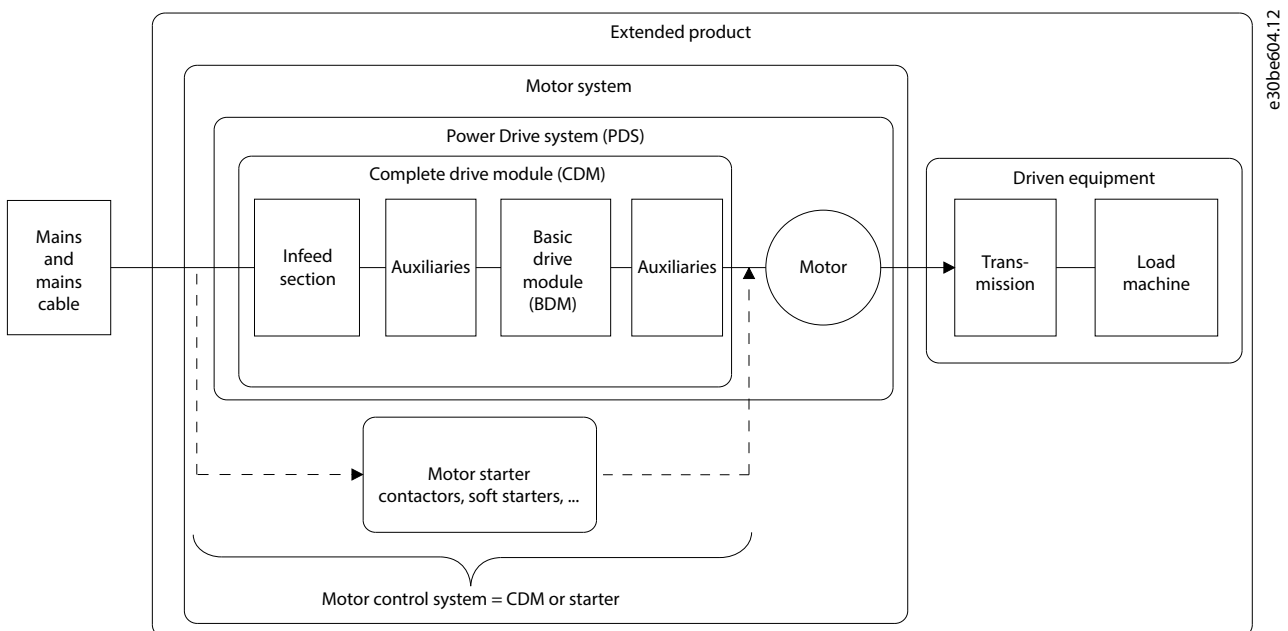 Extended product
e30be604.12
Motor system
Power Drive system (PDS)
Complete drive module (CDM)
Driven equipment
Mains
and
mains
cable
Infeed
section
Auxiliaries
Basic
drive
module
(BDM)
Auxiliaries
Motor
Trans-
mission
Load
machine
Motor starter
contactors, soft starters, ...
Motor control system = CDM or starter